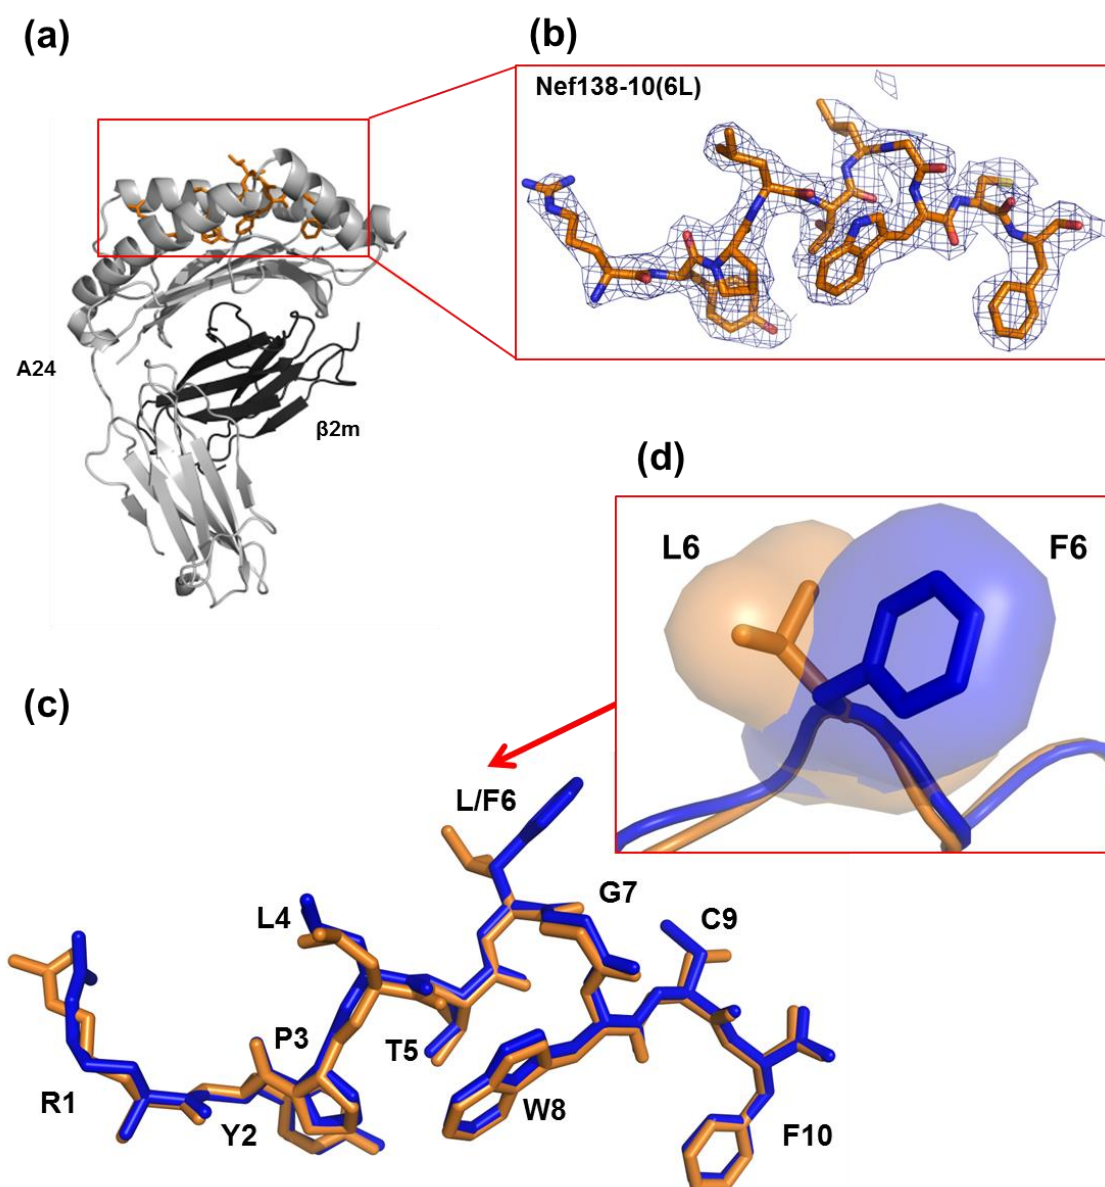 (a)
(b)
Nef138-10(6L)
A24
β2m
(d)
L6
F6
(c)
L/F6
G7
L4
C9
P3
T5
R1
W8
Y2
F10